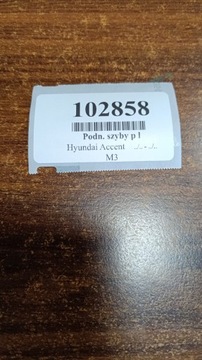 102858
Podn. szyby p l
Hyundai Accent
M3